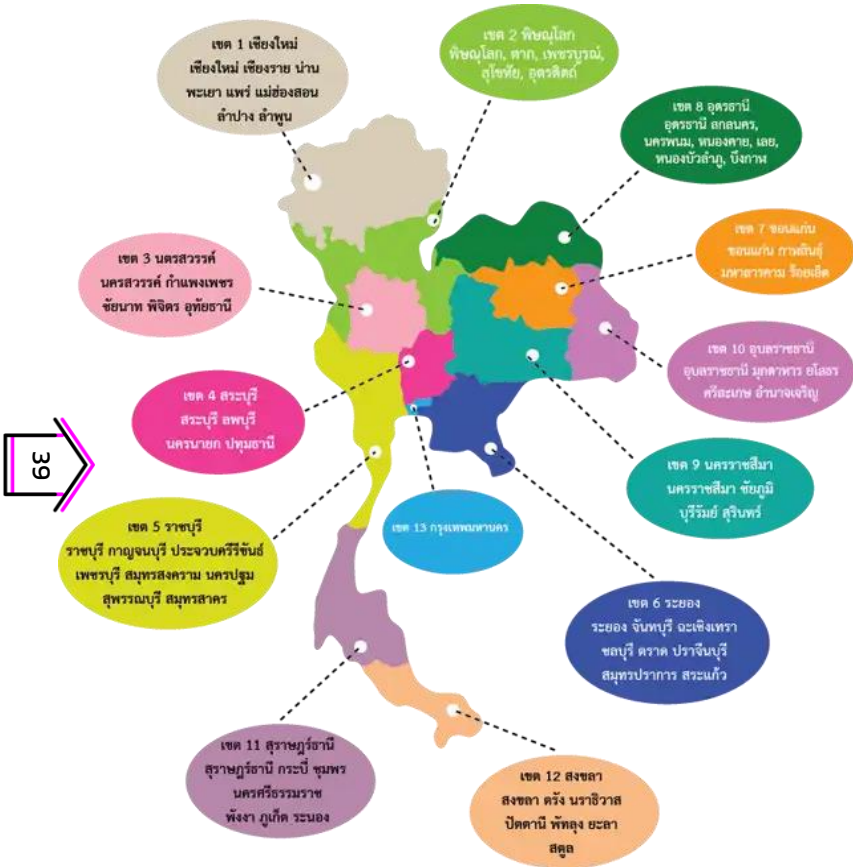 เขต 1 เชียงใหม่
เชียงใหม่ เชียงราย น่าน
พะเยา แพร่ แม่ฮ่องสอน
ลำปาง ลำพูน
เขต 2 พิษณุโลก
พิษณุโลก, ตาก, เพชรบูรณ์,
สุโขทัย, อุตรดิตถ์
เขต 8 อุดรธานี
อุดรธานี สกลนคร,
นครพนม, หนองคาย, เลย,
หนองบัวลำภู, บึงกาฬ
เขต 3 นตรสวรรค์
นครสวรรค์ กำแพงเพชร
ชัยนาท พิจิตร อุทัยธานี
เขต 7 ขอนแก่น
ขอนแก่น กาฬสินธุ์
มหาสารคาม ร้อยเอ็ด
เขต 10 อุบลราชธานี
อุบลราชธานี มุกดาหาร ยโสธร
ศรีสะเกษ อำนาจเจริญ
เขต 4 สระบุรี
สระบุรี ลพบุรี
นครนายก ปทุมธานี
39
เขต 9 นครราชสีมา
นครราชสีมา ชัยภูมิ
บุรีรัมย์ สุรินทร์
เขต 5 ราชบุรี
ราชบุรี กาญจนบุรี ประจวบครีรีขันธ์
เพชรบุรี สมุทรสงคราม นครปฐม
สุพรรณบุรี สมุทรสาคร
เขต 13 กรุงเทพมหานคร
เขต 6 ระยอง
ระยอง จันทบุรี ฉะเชิงเทรา
ชลบุรี ตราด ปราจีนบุรี
สมุทรปราการ สระแก้ว
เขต 11 สุราษฎร์ธานี
สุราษฎร์ธานี กระบี่ ชุมพร
นครศรีธรรมราช
พังงา ภูเก็ต ระนอง
เขต 12 สงขลา
สงขลา ตรัง นราธิวาส
ปัตตานี พัทลุง ยะลา
สตูล